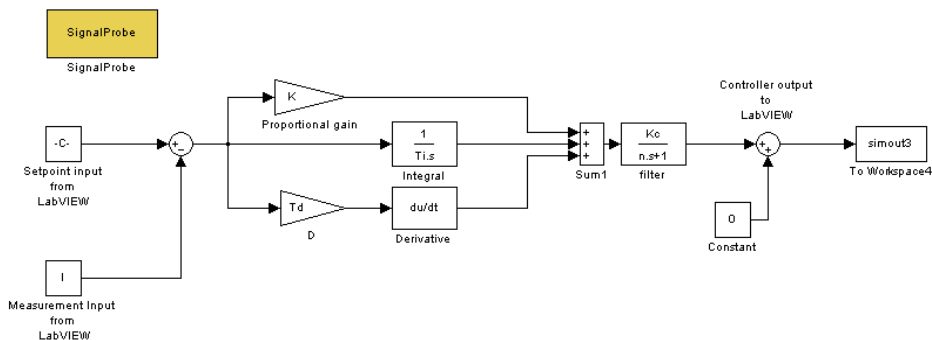 SignalProbe
SignalProbe
K
Proportional gain
Controller output
to
LabVIEW
-C-
Setpoint input
from
LabVIEW
+
−
1
Ti.s
Integral
+
+
+
Sum1
Kc
n.s+1
filter
+
+
simout3
To Workspace4
Td
D
du/dt
Derivative
0
Constant
I
Measurement Input
from
LabVIEW